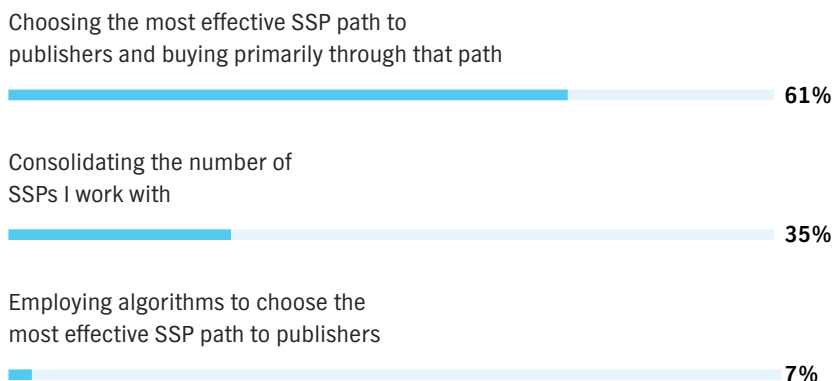 Choosing the most effective SSP path to
publishers and buying primarily through that path
61%
Consolidating the number of
SSPs I work with
35%
Employing algorithms to choose the
most effective SSP path to publishers
7%